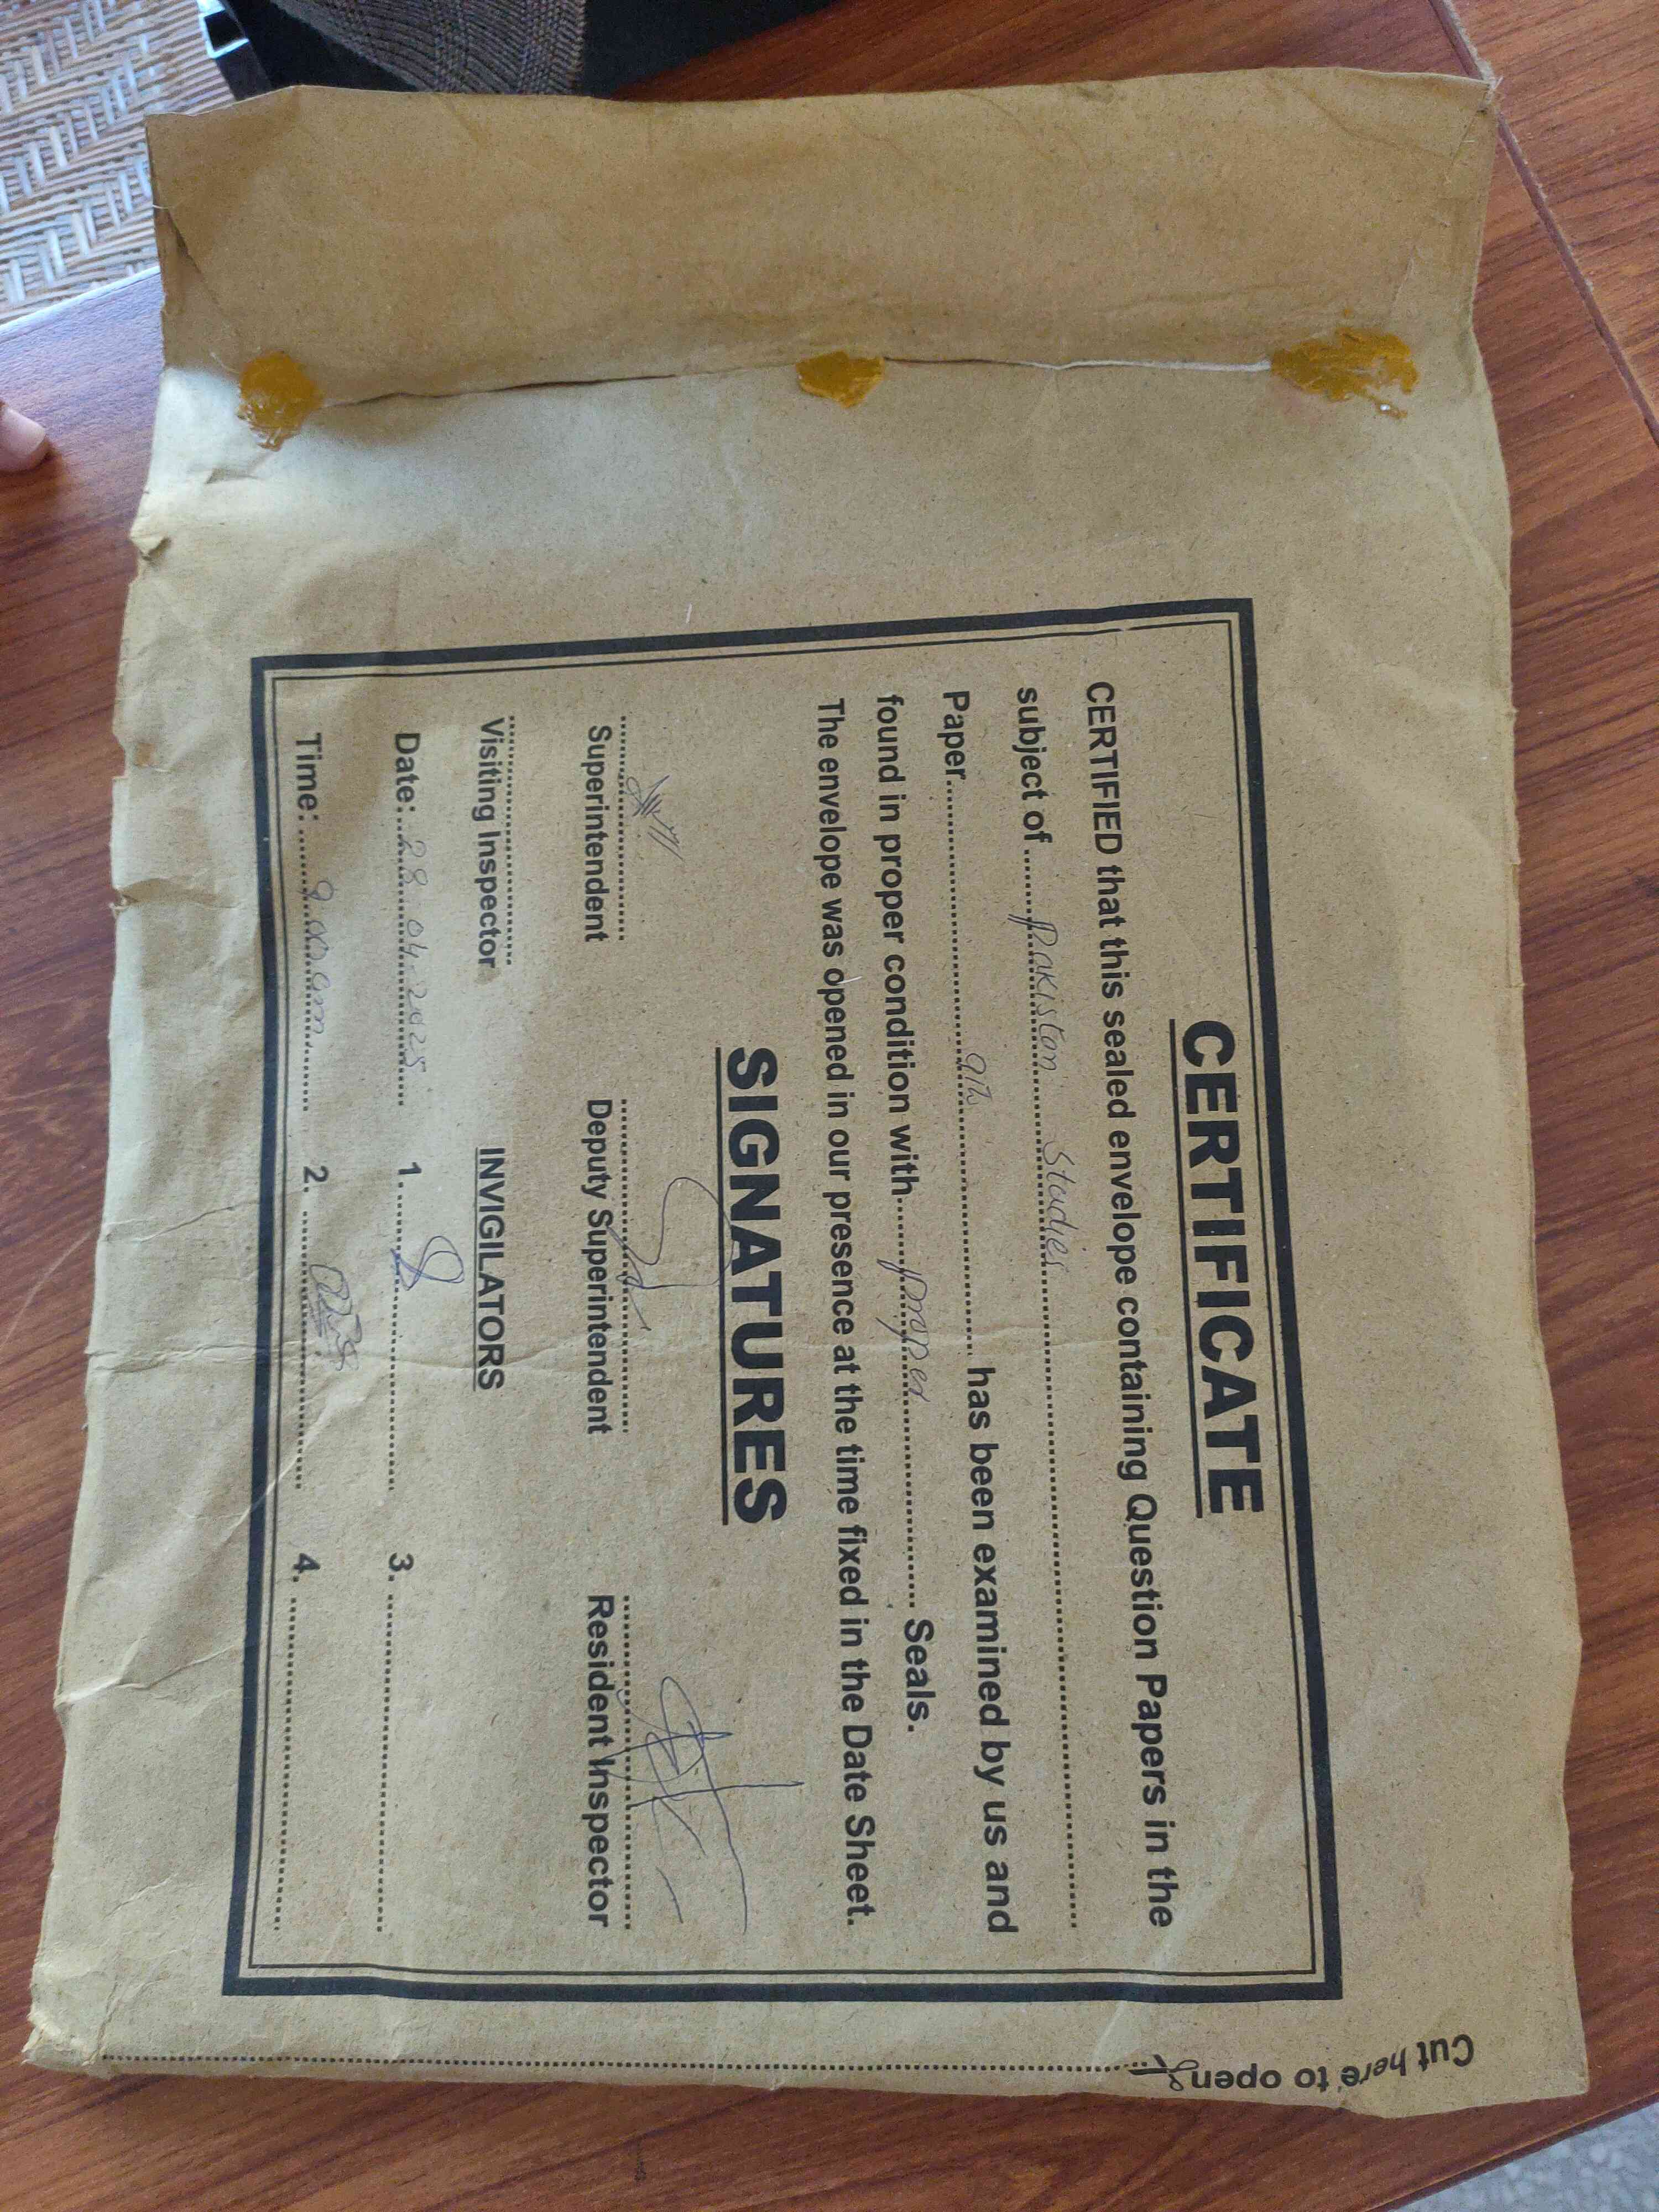 CERTIFICATE
CERTIFIED that this sealed envelope containing Question Papers in the
subject of........Pakistan Studies........
Paper........9th........ has been examined by us and
found in proper condition with........proper........ Seals.
The envelope was opened in our presence at the time fixed in the Date Sheet.
SIGNATURES
Superintendent Deputy Superintendent Resident Inspector
Visiting Inspector INVIGILATORS
Date: 28.04.2025 1. 3.
Time: 9.00 am 2. 4.
Cut here to open